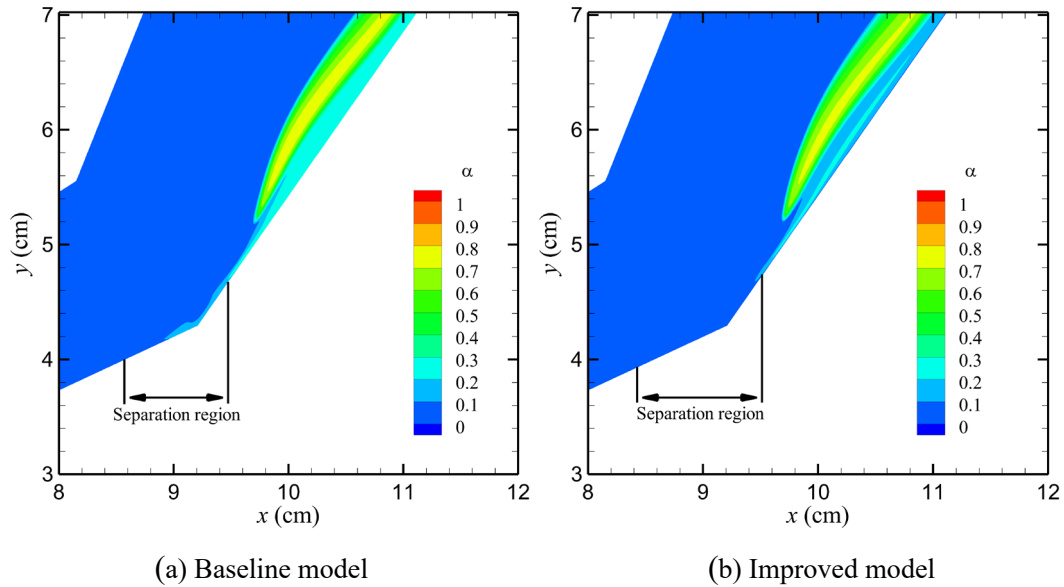 7
6
5
4
3
y (cm)
α
1
0.9
0.8
0.7
0.6
0.5
0.4
0.3
0.2
0.1
0
Separation region
8 9 10 11 12
x (cm)
(a) Baseline model
7
6
5
4
3
y (cm)
α
1
0.9
0.8
0.7
0.6
0.5
0.4
0.3
0.2
0.1
0
Separation region
8 9 10 11 12
x (cm)
(b) Improved model